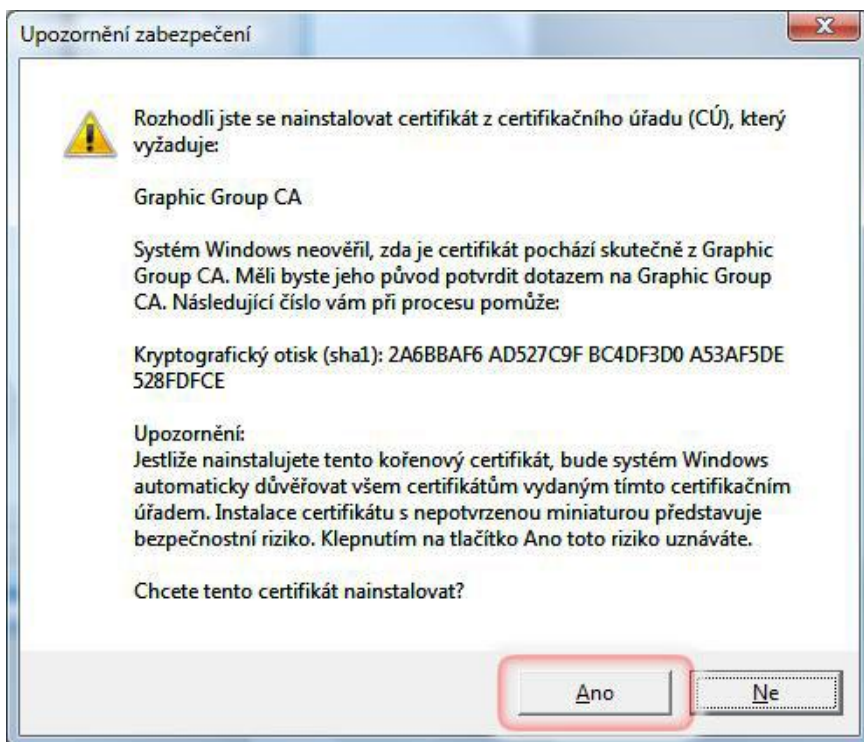 Upozornění zabezpečení
Rozhodli jste se nainstalovat certifikát z certifikačního úřadu (CÚ), který
vyžaduje:
Graphic Group CA
Systém Windows neověřil, zda je certifikát pochází skutečně z Graphic
Group CA. Měli byste jeho původ potvrdit dotazem na Graphic Group
CA. Následující číslo vám při procesu pomůže:
Kryptografický otisk (sha1): 2A6BBAF6 AD527C9F BC4DF3D0 A53AF5DE
528FDFCE
Upozornění:
Jestliže nainstalujete tento kořenový certifikát, bude systém Windows
automaticky důvěřovat všem certifikátům vydaným tímto certifikačním
úřadem. Instalace certifikátu s nepotvrzenou miniaturou představuje
bezpečnostní riziko. Klepnutím na tlačítko Ano toto riziko uznáváte.
Chcete tento certifikát nainstalovat?
Ano
Ne